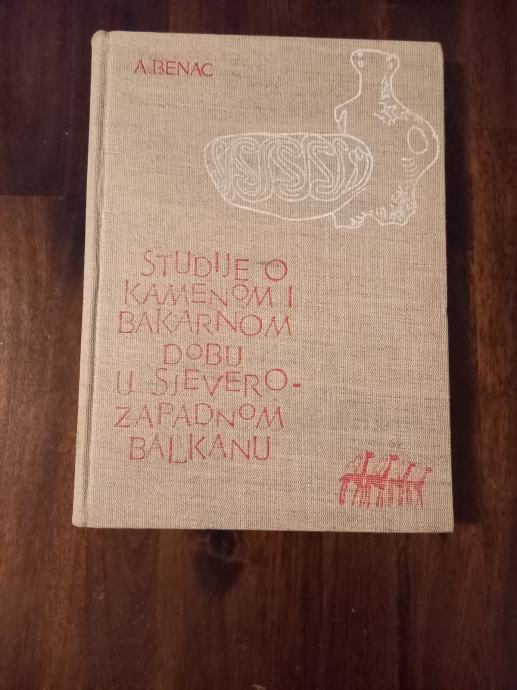 A. BENAC
STUDIJE O
KAMENOM I
BAKARNOM
DOBU
U SJEVERO-
ZAPADNOM
BALKANU